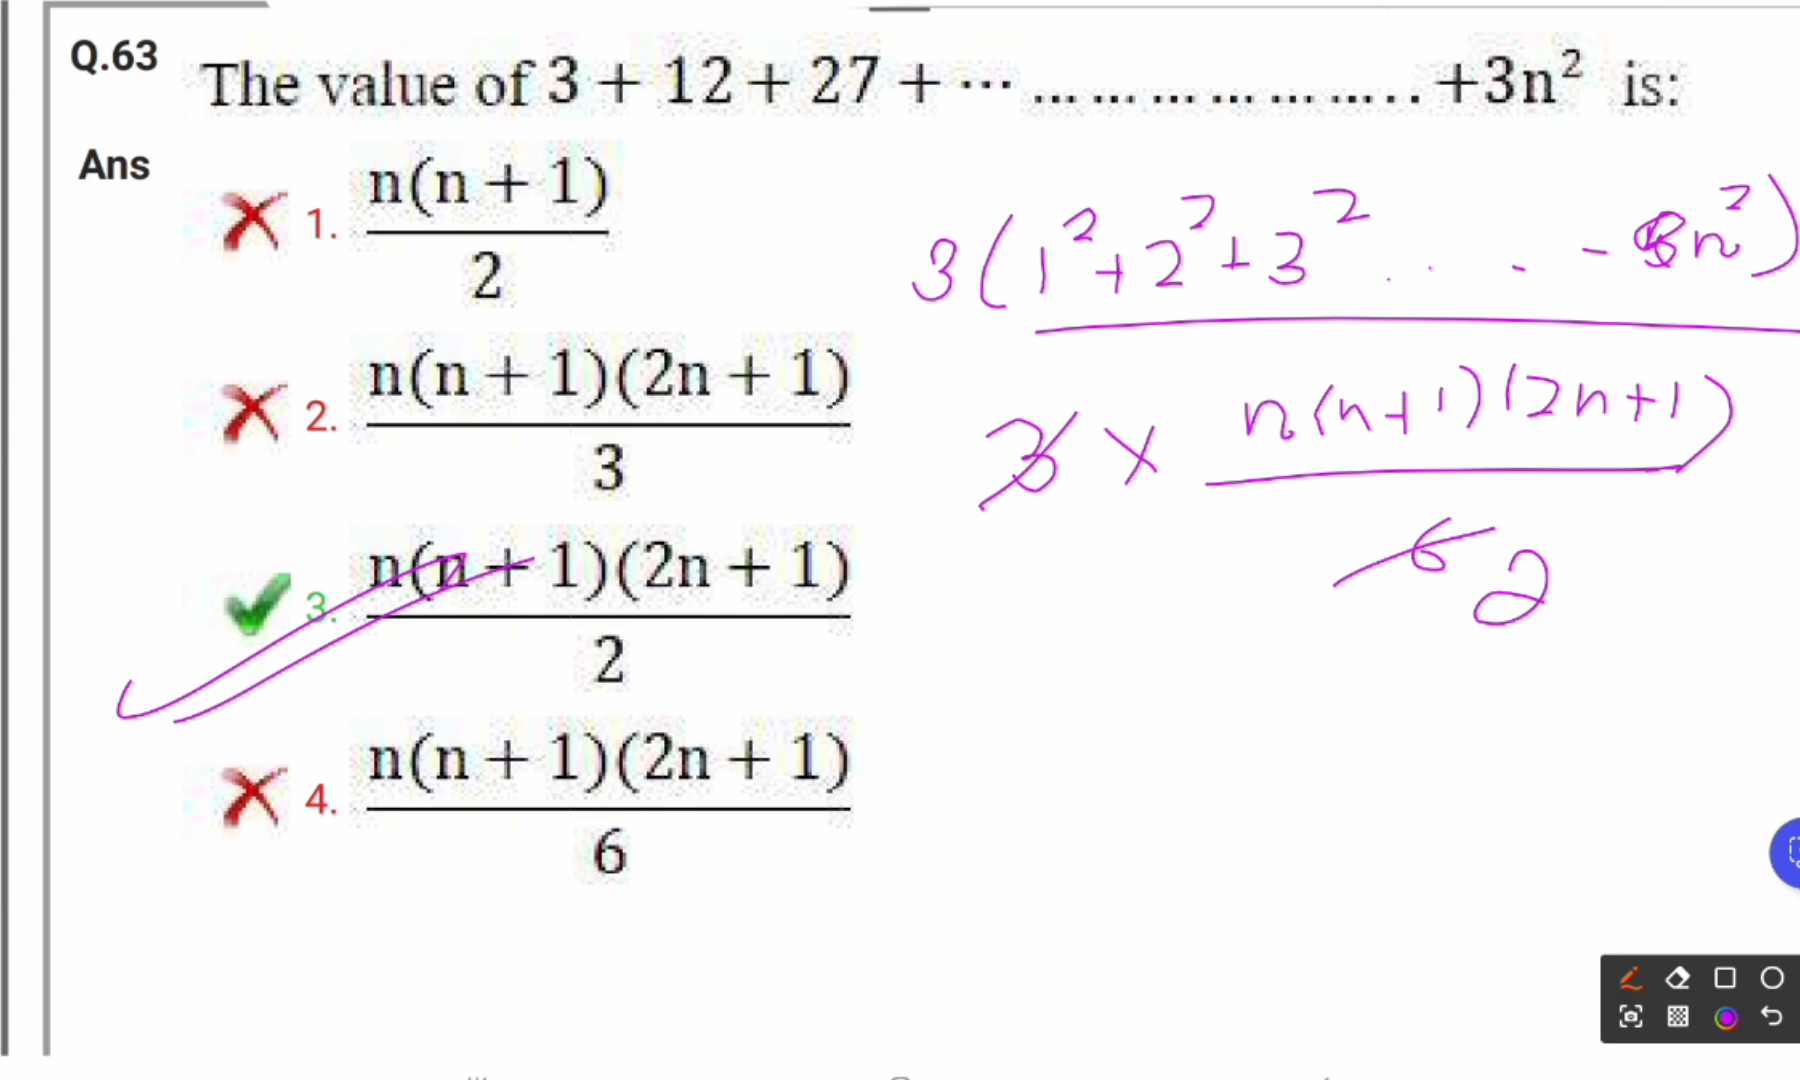 Q.63 The value of 3 + 12 + 27 + ⋯ ........................ +3n² is:
Ans
1. n(n + 1)/2
2. n(n + 1)(2n + 1)/3
3. n(n + 1)(2n + 1)/2
4. n(n + 1)(2n + 1)/6
3(1²+2²+3² . . - - n²)
3 × n(n+1)(2n+1)
6 2